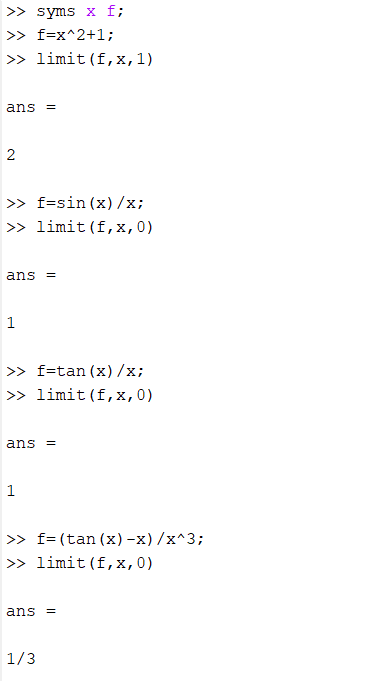 >> syms x f;
>> f=x^2+1;
>> limit(f,x,1)
ans =
2
>> f=sin(x)/x;
>> limit(f,x,0)
ans =
1
>> f=tan(x)/x;
>> limit(f,x,0)
ans =
1
>> f=(tan(x)-x)/x^3;
>> limit(f,x,0)
ans =
1/3